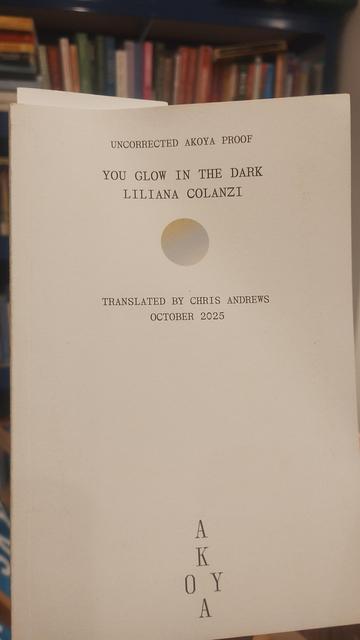 UNCORRECTED AKOYA PROOF
YOU GLOW IN THE DARK
LILIANA COLANZI
TRANSLATED BY CHRIS ANDREWS
OCTOBER 2025
A
K
O Y
A